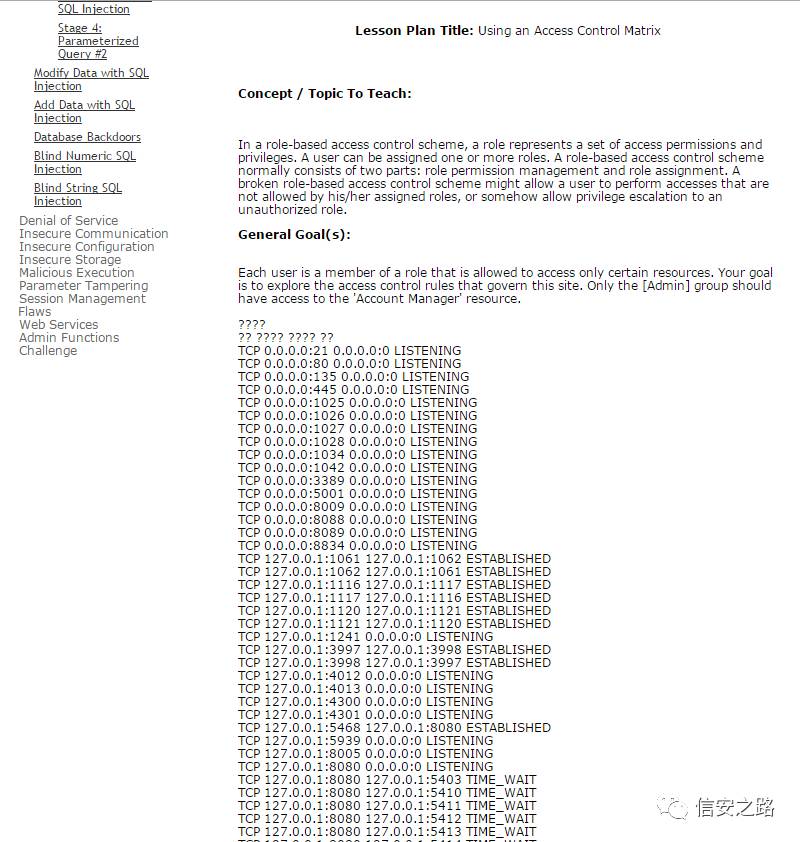 SQL Injection
Stage 4:
Parameterized
Query #2
Modify Data with SQL
Injection
Add Data with SQL
Injection
Database Backdoors
Blind Numeric SQL
Injection
Blind String SQL
Injection
Denial of Service
Insecure Communication
Insecure Configuration
Insecure Storage
Malicious Execution
Parameter Tampering
Session Management
Flaws
Web Services
Admin Functions
Challenge
Lesson Plan Title: Using an Access Control Matrix
Concept / Topic To Teach:
In a role-based access control scheme, a role represents a set of access permissions and
privileges. A user can be assigned one or more roles. A role-based access control scheme
normally consists of two parts: role permission management and role assignment. A
broken role-based access control scheme might allow a user to perform accesses that are
not allowed by his/her assigned roles, or somehow allow privilege escalation to an
unauthorized role.
General Goal(s):
Each user is a member of a role that is allowed to access only certain resources. Your goal
is to explore the access control rules that govern this site. Only the [Admin] group should
have access to the 'Account Manager' resource.
????
?? ???? ???? ??
TCP 0.0.0.0:21 0.0.0.0:0 LISTENING
TCP 0.0.0.0:80 0.0.0.0:0 LISTENING
TCP 0.0.0.0:135 0.0.0.0:0 LISTENING
TCP 0.0.0.0:445 0.0.0.0:0 LISTENING
TCP 0.0.0.0:1025 0.0.0.0:0 LISTENING
TCP 0.0.0.0:1026 0.0.0.0:0 LISTENING
TCP 0.0.0.0:1027 0.0.0.0:0 LISTENING
TCP 0.0.0.0:1028 0.0.0.0:0 LISTENING
TCP 0.0.0.0:1034 0.0.0.0:0 LISTENING
TCP 0.0.0.0:1042 0.0.0.0:0 LISTENING
TCP 0.0.0.0:3389 0.0.0.0:0 LISTENING
TCP 0.0.0.0:5001 0.0.0.0:0 LISTENING
TCP 0.0.0.0:8009 0.0.0.0:0 LISTENING
TCP 0.0.0.0:8088 0.0.0.0:0 LISTENING
TCP 0.0.0.0:8089 0.0.0.0:0 LISTENING
TCP 0.0.0.0:8834 0.0.0.0:0 LISTENING
TCP 127.0.0.1:1061 127.0.0.1:1062 ESTABLISHED
TCP 127.0.0.1:1062 127.0.0.1:1061 ESTABLISHED
TCP 127.0.0.1:1116 127.0.0.1:1117 ESTABLISHED
TCP 127.0.0.1:1117 127.0.0.1:1116 ESTABLISHED
TCP 127.0.0.1:1120 127.0.0.1:1121 ESTABLISHED
TCP 127.0.0.1:1121 127.0.0.1:1120 ESTABLISHED
TCP 127.0.0.1:1241 0.0.0.0:0 LISTENING
TCP 127.0.0.1:3997 127.0.0.1:3998 ESTABLISHED
TCP 127.0.0.1:3998 127.0.0.1:3997 ESTABLISHED
TCP 127.0.0.1:4012 0.0.0.0:0 LISTENING
TCP 127.0.0.1:4013 0.0.0.0:0 LISTENING
TCP 127.0.0.1:4300 0.0.0.0:0 LISTENING
TCP 127.0.0.1:4301 0.0.0.0:0 LISTENING
TCP 127.0.0.1:5468 127.0.0.1:8080 ESTABLISHED
TCP 127.0.0.1:5939 0.0.0.0:0 LISTENING
TCP 127.0.0.1:8005 0.0.0.0:0 LISTENING
TCP 127.0.0.1:8080 0.0.0.0:0 LISTENING
TCP 127.0.0.1:8080 127.0.0.1:5403 TIME_WAIT
TCP 127.0.0.1:8080 127.0.0.1:5410 TIME_WAIT
TCP 127.0.0.1:8080 127.0.0.1:5411 TIME_WAIT
TCP 127.0.0.1:8080 127.0.0.1:5412 TIME_WAIT
TCP 127.0.0.1:8080 127.0.0.1:5413 TIME_WAIT
信安之路